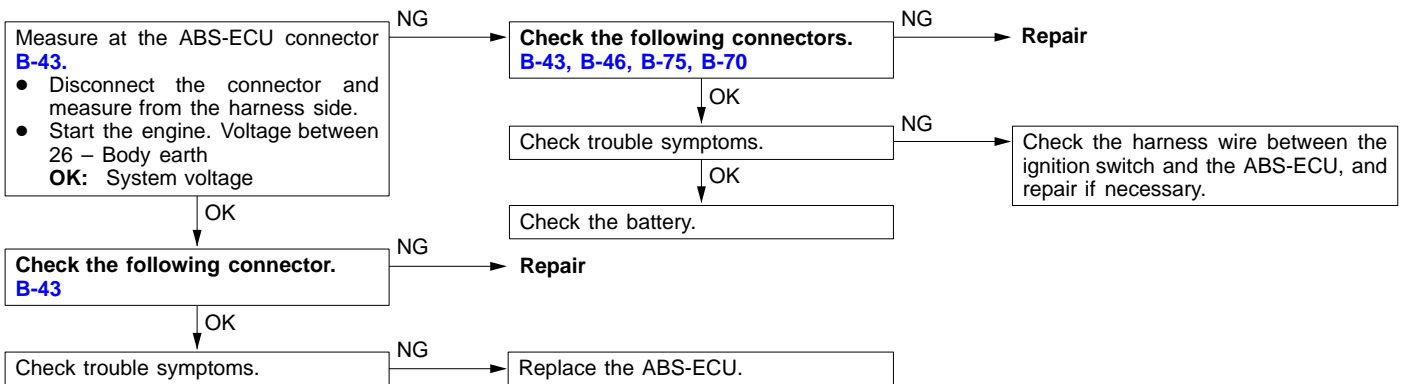 Measure at the ABS-ECU connector
B-43.
● Disconnect the connector and
measure from the harness side.
● Start the engine. Voltage between
26 – Body earth
OK: System voltage
NG
Check the following connectors.
B-43, B-46, B-75, B-70
NG
Repair
OK
Check trouble symptoms.
NG
Check the harness wire between the
ignition switch and the ABS-ECU, and
repair if necessary.
OK
Check the battery.
OK
Check the following connector.
B-43
NG
Repair
OK
Check trouble symptoms.
NG
Replace the ABS-ECU.